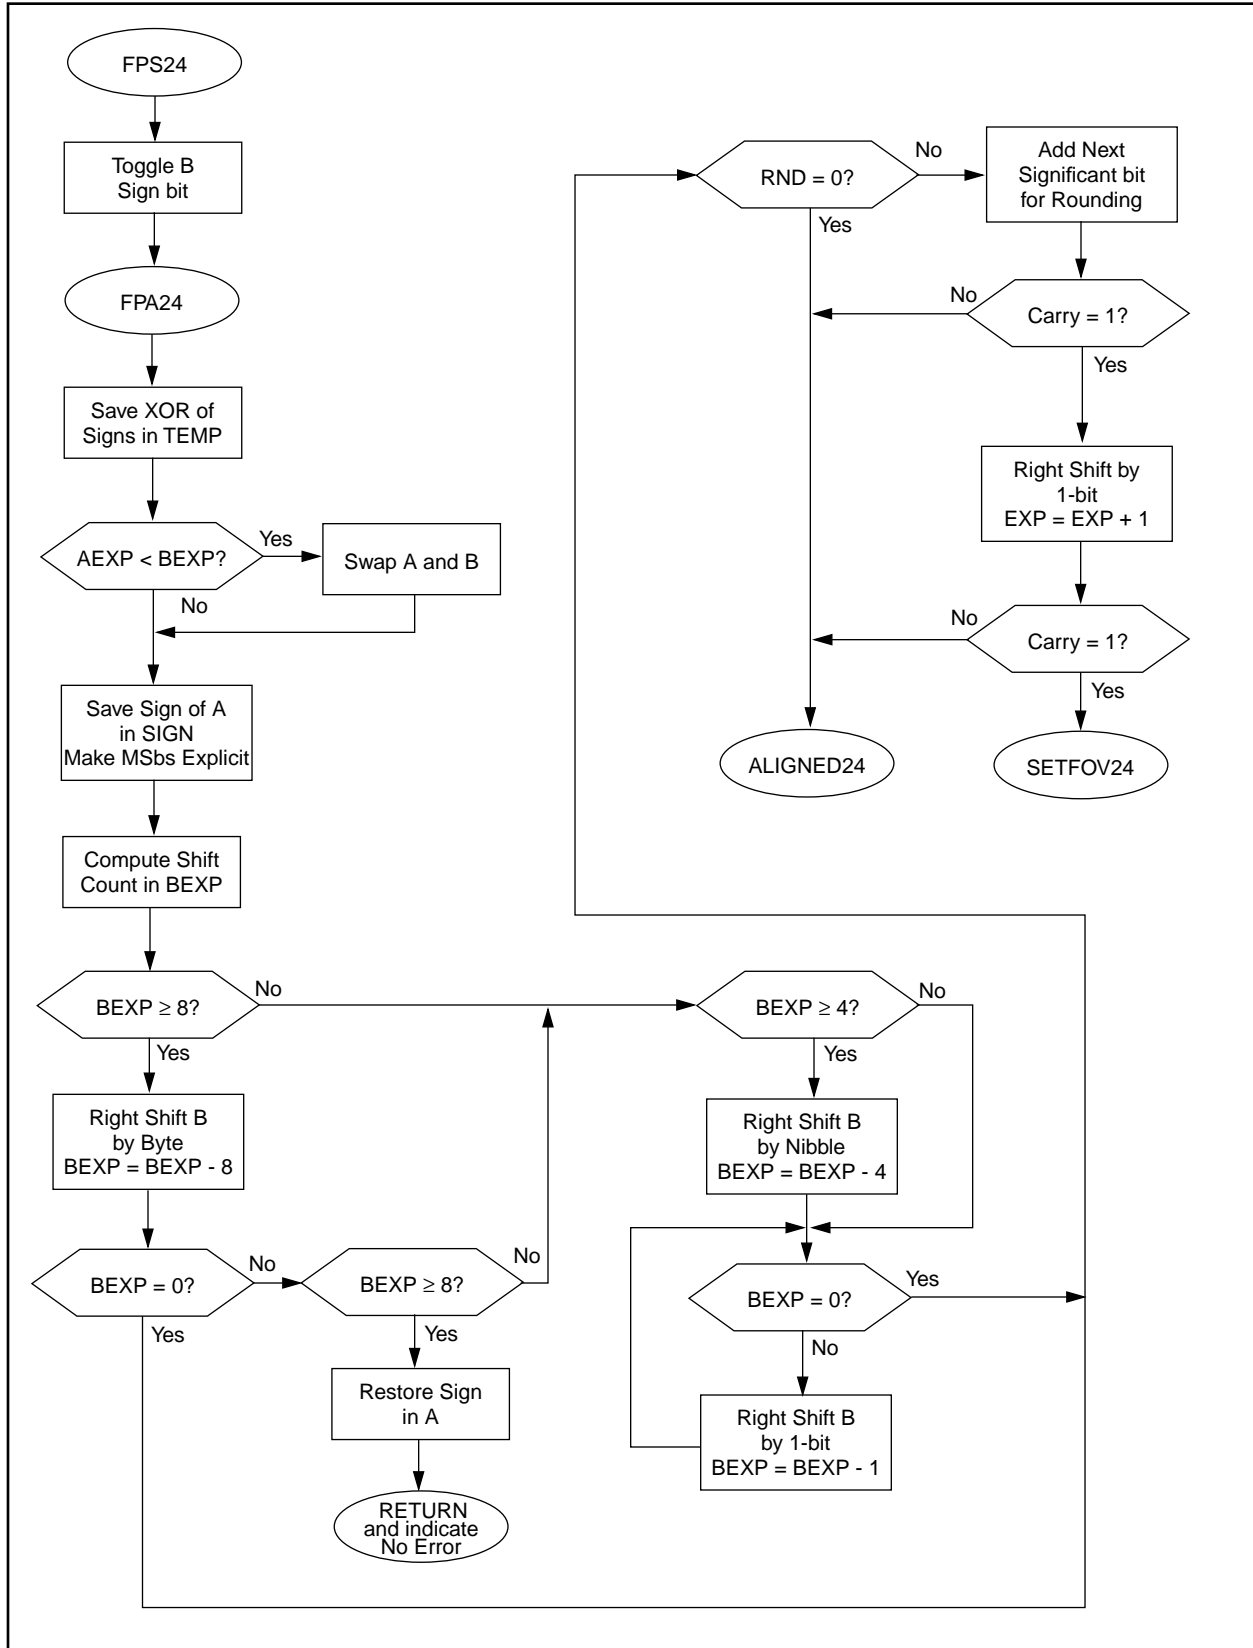 FPS24
Toggle B
Sign bit
FPA24
Save XOR of
Signs in TEMP
AEXP < BEXP?
Yes
Swap A and B
No
Save Sign of A
in SIGN
Make MSbs Explicit
Compute Shift
Count in BEXP
BEXP ≥ 8?
No
Yes
Right Shift B
by Byte
BEXP = BEXP - 8
BEXP = 0?
No
Yes
BEXP ≥ 8?
No
Yes
Restore Sign
in A
RETURN
and indicate
No Error
BEXP ≥ 4?
No
Yes
Right Shift B
by Nibble
BEXP = BEXP - 4
BEXP = 0?
Yes
No
Right Shift B
by 1-bit
BEXP = BEXP - 1
RND = 0?
No
Yes
Add Next
Significant bit
for Rounding
Carry = 1?
No
Yes
Right Shift by
1-bit
EXP = EXP + 1
Carry = 1?
No
Yes
ALIGNED24
SETFOV24